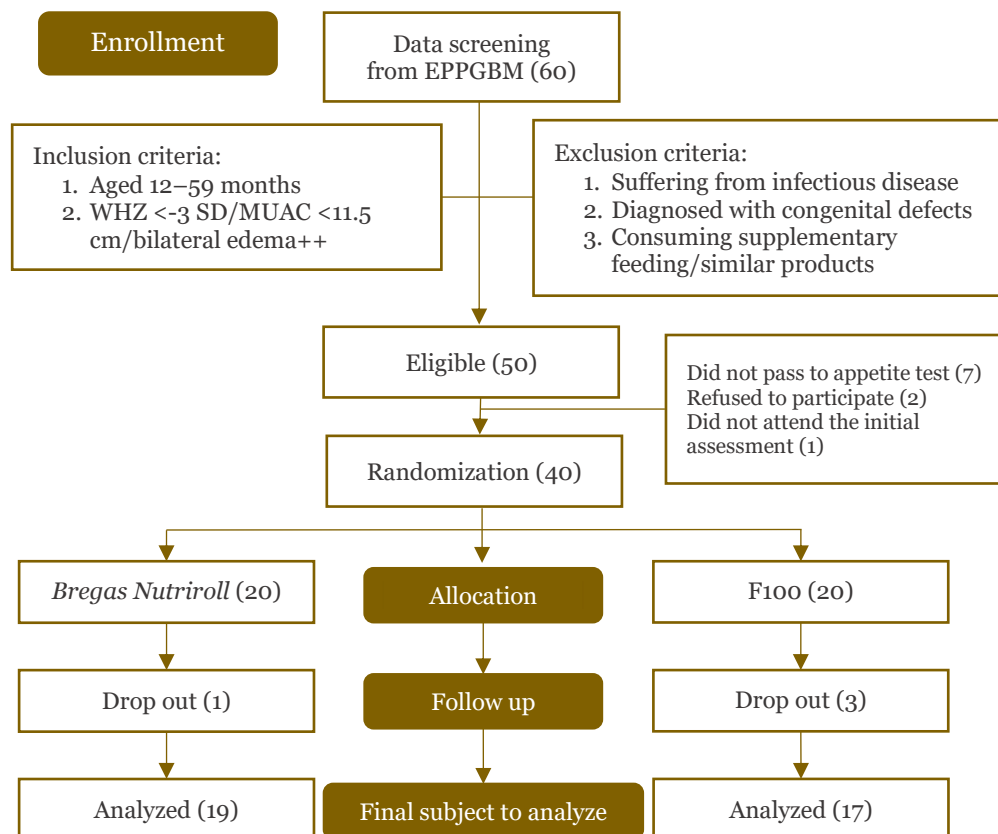 Enrollment
Data screening
from EPPGBM (60)
Inclusion criteria:
1. Aged 12–59 months
2. WHZ <-3 SD/MUAC <11.5
cm/bilateral edema++
Exclusion criteria:
1. Suffering from infectious disease
2. Diagnosed with congenital defects
3. Consuming supplementary
feeding/similar products
Eligible (50)
Did not pass to appetite test (7)
Refused to participate (2)
Did not attend the initial
assessment (1)
Randomization (40)
Bregas Nutriroll (20)
Allocation
F100 (20)
Drop out (1)
Follow up
Drop out (3)
Analyzed (19)
Final subject to analyze
Analyzed (17)